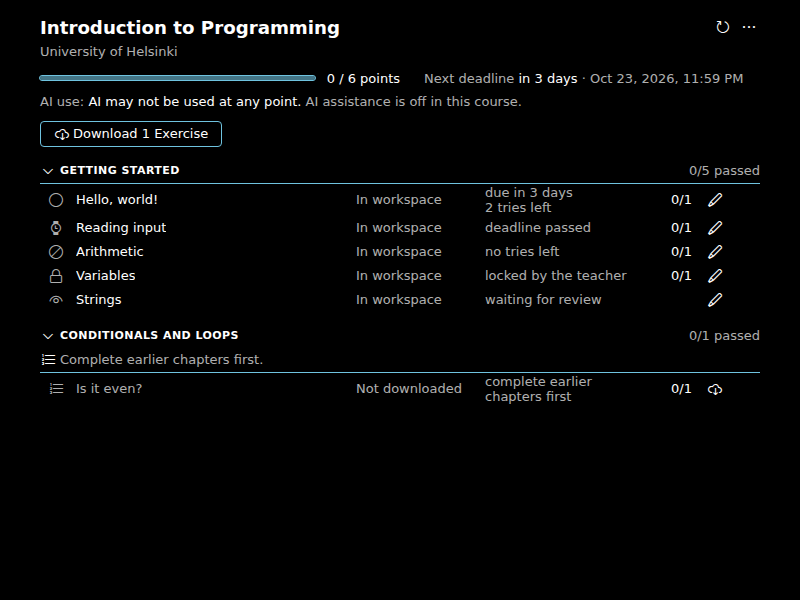 Introduction to Programming
University of Helsinki
0 / 6 points Next deadline in 3 days · Oct 23, 2026, 11:59 PM
AI use: AI may not be used at any point. AI assistance is off in this course.
Download 1 Exercise
GETTING STARTED 0/5 passed
Hello, world! In workspace due in 3 days 0/1
2 tries left
Reading input In workspace deadline passed 0/1
Arithmetic In workspace no tries left 0/1
Variables In workspace locked by the teacher 0/1
Strings In workspace waiting for review
CONDITIONALS AND LOOPS 0/1 passed
Complete earlier chapters first.
Is it even? Not downloaded complete earlier 0/1
chapters first